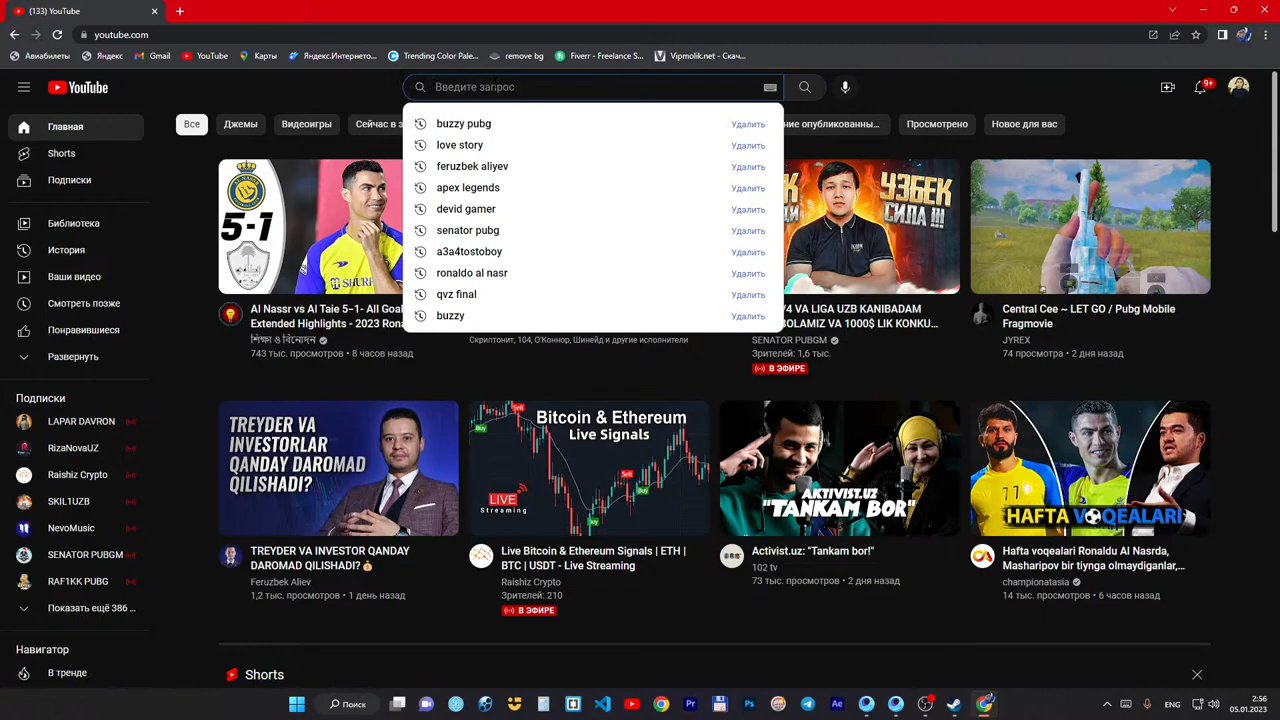 (133) YouTube
youtube.com
Авиабилеты
Яндекс
Gmail
YouTube
Карты
Яндекс.Интернето...
Trending Color Pale...
remove bg
Fiverr - Freelance S...
Vipmolik.net - Скач...
YouTube
Введите запрос
9+
Главная
Shorts
Подписки
Библиотека
История
Ваши видео
Смотреть позже
Понравившиеся
Развернуть
Подписки
LAPAR DAVRON
RizaNovaUZ
Raishiz Crypto
SKIL1UZB
NevoMusic
SENATOR PUBGM
RAF1KK PUBG
Показать ещё 386 ...
Навигатор
В тренде
Все
Джемы
Видеоигры
Сейчас в э
ние опубликованны...
Просмотрено
Новое для вас
buzzy pubg
Удалить
love story
Удалить
feruzbek aliyev
Удалить
apex legends
Удалить
devid gamer
Удалить
senator pubg
Удалить
a3a4tostoboy
Удалить
ronaldo al nasr
Удалить
qvz final
Удалить
buzzy
Удалить
5-1
Al Nassr vs Al Taie 5-1- All Goal
Extended Highlights - 2023 Rona
শিক্ষা ও বিনোদন
743 тыс. просмотров • 8 часов назад
Скриптонит, 104, О'Коннор, Шинейд и другие исполнители
УЗБЕК
СИЛА !!!
/4 VA LIGA UZB KANIBADAM
BOLAMIZ VA 1000$ LIK KONKU...
SENATOR PUBGM
Зрителей: 1,6 тыс.
В ЭФИРЕ
Central Cee ~ LET GO / Pubg Mobile
Fragmovie
JYREX
74 просмотра • 2 дня назад
TREYDER VA
INVESTORLAR
QANDAY DAROMAD
QILISHADI?
TREYDER VA INVESTOR QANDAY
DAROMAD QILISHADI?
Feruzbek Aliev
1,2 тыс. просмотров • 1 день назад
Bitcoin & Ethereum
Live Signals
Sell
Buy
Sell
Buy
Buy
LIVE
Streaming
Live Bitcoin & Ethereum Signals | ETH |
BTC | USDT - Live Streaming
Raishiz Crypto
Зрителей: 210
В ЭФИРЕ
AKTIVIST.UZ
"TANKAM BOR"
Activist.uz: "Tankam bor!"
102 tv
73 тыс. просмотров • 2 дня назад
HAFTA VOQEALARI
Hafta voqealari Ronaldu Al Nasrda,
Masharipov bir tiynga olmaydiganlar,...
championatasia
14 тыс. просмотров • 6 часов назад
Shorts
Поиск
Pr
Ps
Ae
ENG
2:56
05.01.2023